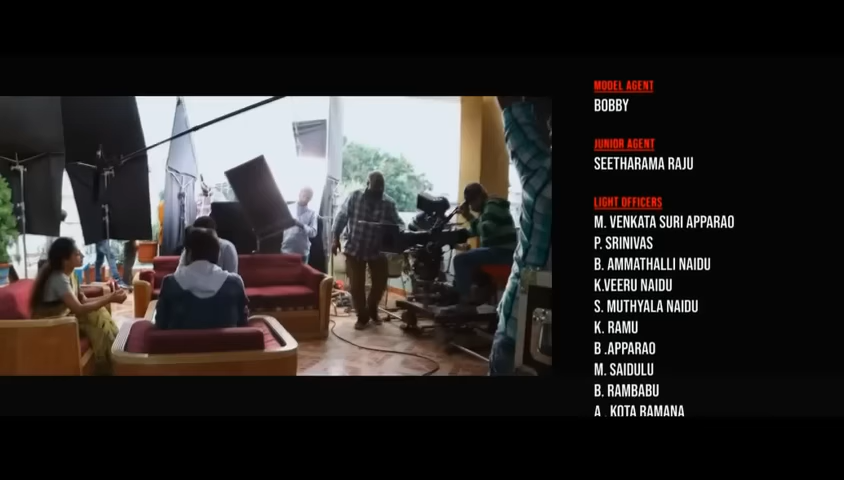 MODEL AGENT
BOBBY
JUNIOR AGENT
SEETHARAMA RAJU
LIGHT OFFICERS
M. VENKATA SURI APPARAO
P. SRINIVAS
B. AMMATHALLI NAIDU
K.VEERU NAIDU
S. MUTHYALA NAIDU
K. RAMU
B .APPARAO
M. SAIDULU
B. RAMBABU
A . KOTA RAMANA